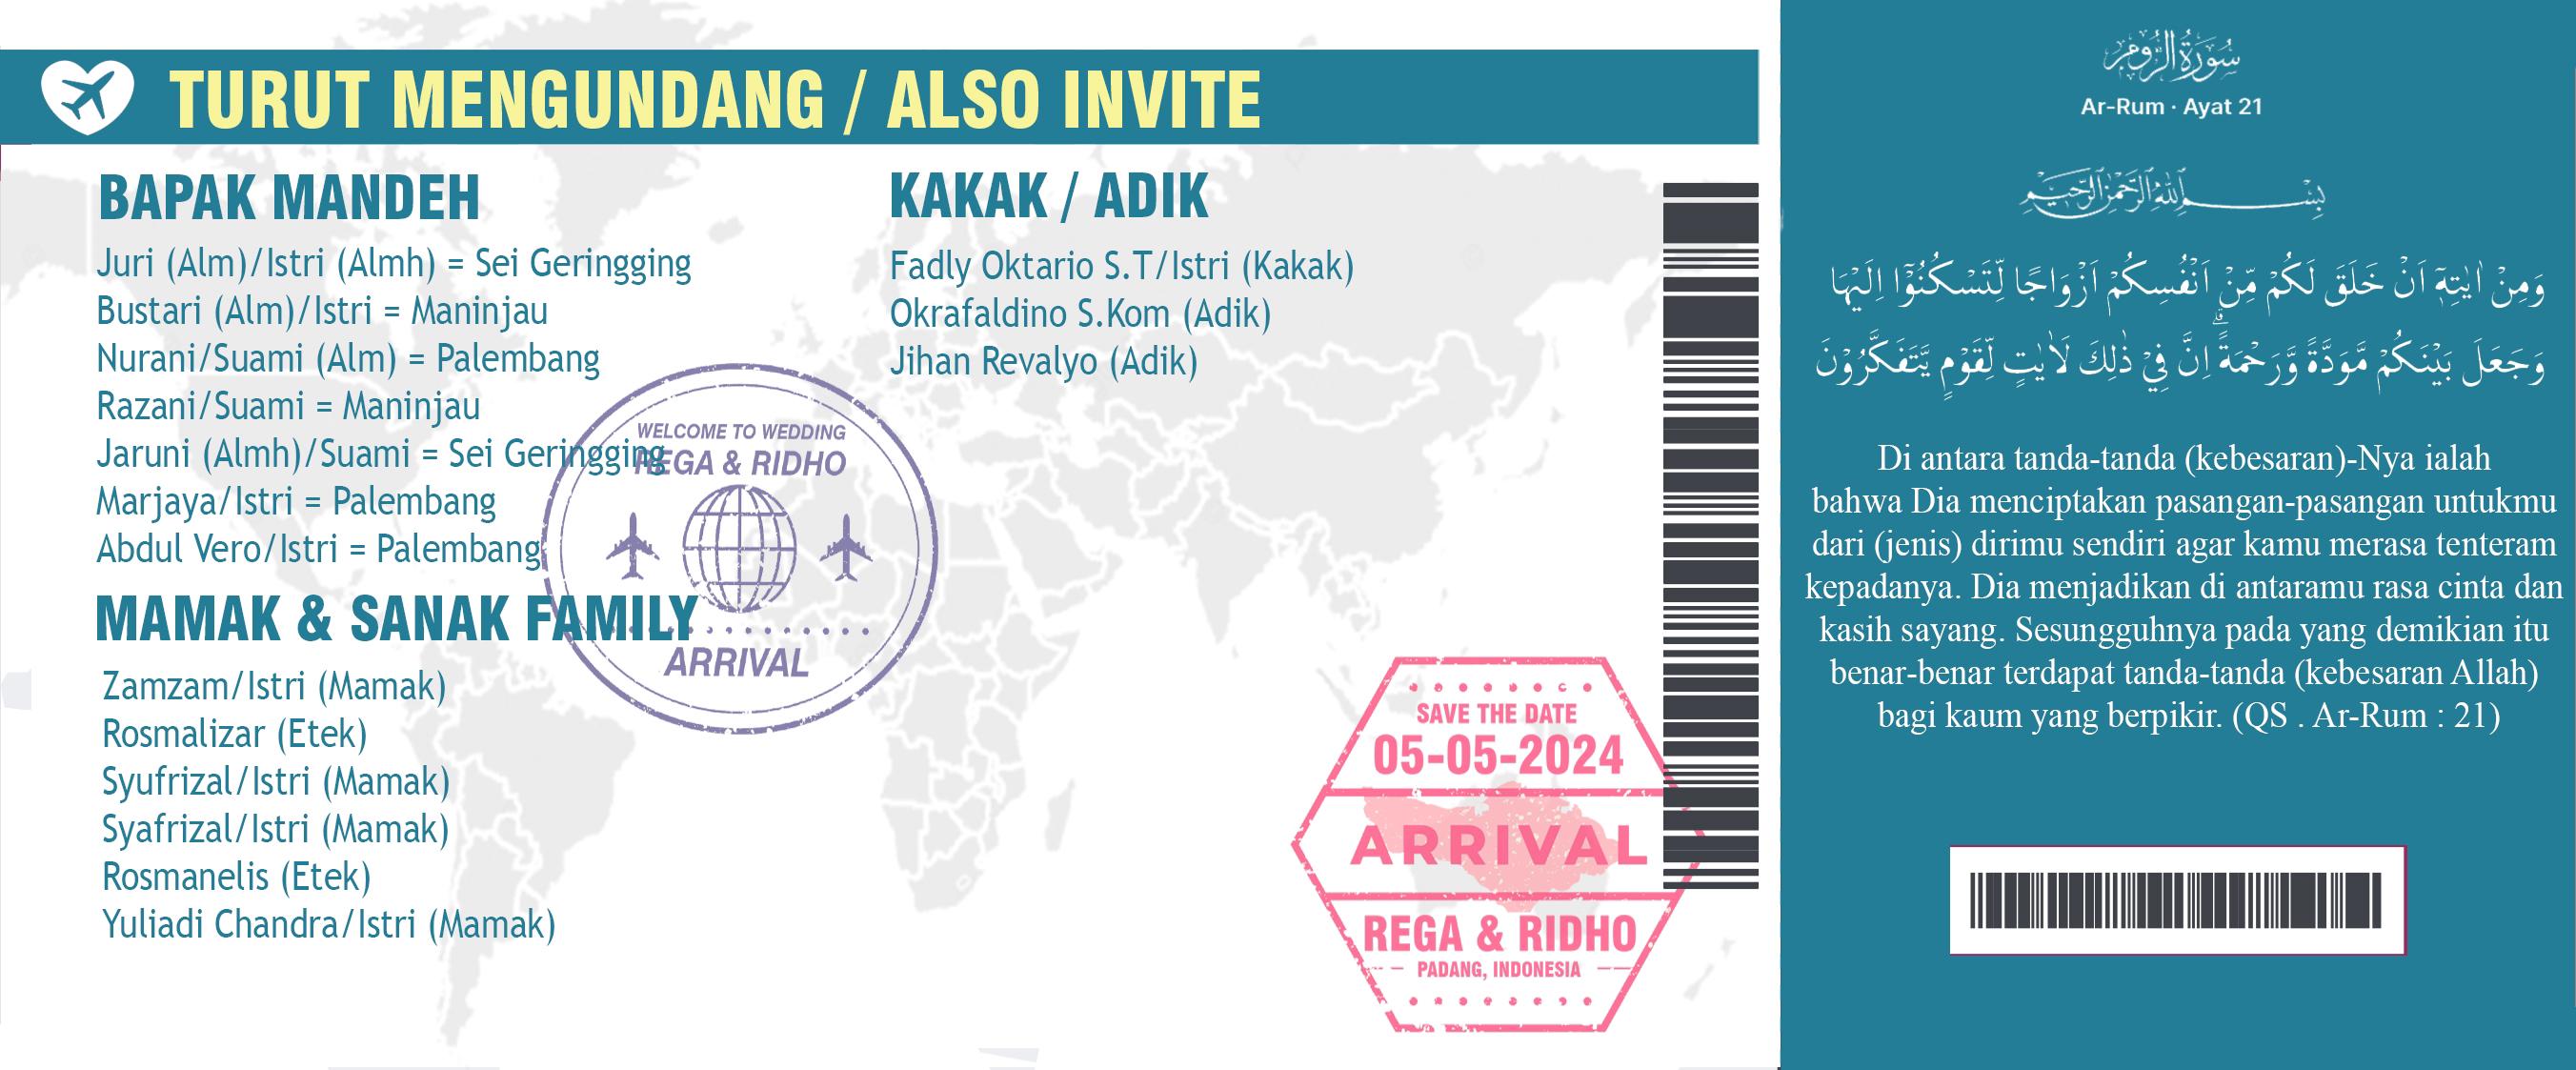 TURUT MENGUNDANG / ALSO INVITE
BAPAK MANDEH
Juri (Alm)/Istri (Almh) = Sei Geringging
Bustari (Alm)/Istri = Maninjau
Nurani/Suami (Alm) = Palembang
Razani/Suami = Maninjau
Jaruni (Almh)/Suami = Sei Geringging
Marjaya/Istri = Palembang
Abdul Vero/Istri = Palembang
MAMAK & SANAK FAMILY
Zamzam/Istri (Mamak)
Rosmalizar (Etek)
Syufrizal/Istri (Mamak)
Syafrizal/Istri (Mamak)
Rosmanelis (Etek)
Yuliadi Chandra/Istri (Mamak)
KAKAK / ADIK
Fadly Oktario S.T/Istri (Kakak)
Okrafaldino S.Kom (Adik)
Jihan Revalyo (Adik)
WELCOME TO WEDDING
REGA & RIDHO
ARRIVAL
SAVE THE DATE
05-05-2024
ARRIVAL
REGA & RIDHO
PADANG, INDONESIA
سُورَةُ الرُّومِ
Ar-Rum · Ayat 21
بِسْمِ اللَّهِ الرَّحْمَٰنِ الرَّحِيمِ
وَمِنْ اٰيٰتِهٖٓ اَنْ خَلَقَ لَكُمْ مِّنْ اَنْفُسِكُمْ اَزْوَاجًا لِّتَسْكُنُوْٓا اِلَيْهَا
وَجَعَلَ بَيْنَكُمْ مَّوَدَّةً وَّرَحْمَةً ۗاِنَّ فِيْ ذٰلِكَ لَاٰيٰتٍ لِّقَوْمٍ يَّتَفَكَّرُوْنَ
Di antara tanda-tanda (kebesaran)-Nya ialah
bahwa Dia menciptakan pasangan-pasangan untukmu
dari (jenis) dirimu sendiri agar kamu merasa tenteram
kepadanya. Dia menjadikan di antaramu rasa cinta dan
kasih sayang. Sesungguhnya pada yang demikian itu
benar-benar terdapat tanda-tanda (kebesaran Allah)
bagi kaum yang berpikir. (QS . Ar-Rum : 21)